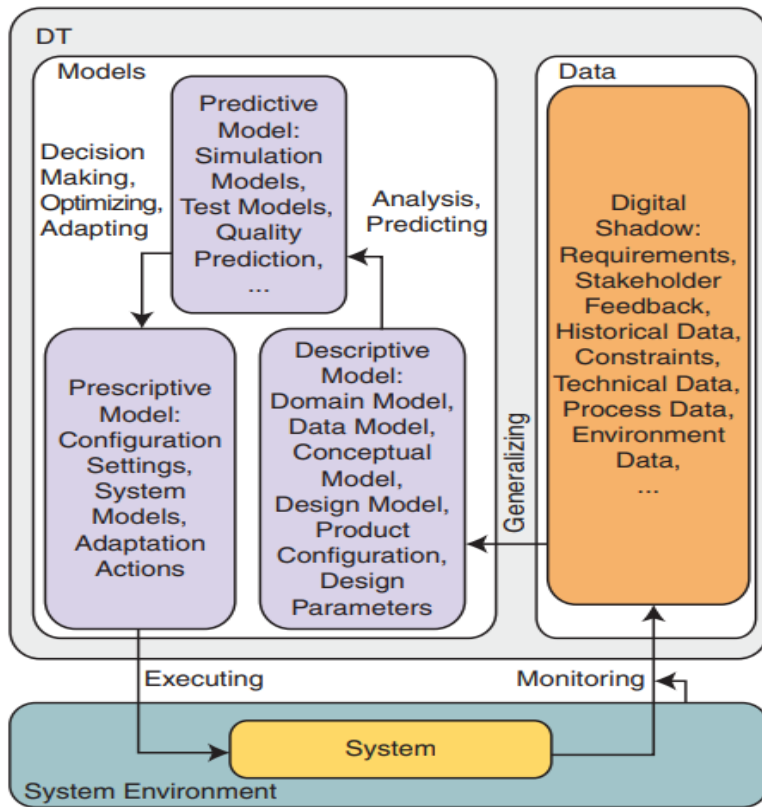 DT
Models
Predictive
Model:
Simulation
Models,
Test Models,
Quality
Prediction,
...
Decision
Making,
Optimizing,
Adapting
Analysis,
Predicting
Prescriptive
Model:
Configuration
Settings,
System
Models,
Adaptation
Actions
Descriptive
Model:
Domain Model,
Data Model,
Conceptual
Model,
Design Model,
Product
Configuration,
Design
Parameters
Generalizing
Data
Digital
Shadow:
Requirements,
Stakeholder
Feedback,
Historical Data,
Constraints,
Technical Data,
Process Data,
Environment
Data,
...
Executing
Monitoring
System
System Environment